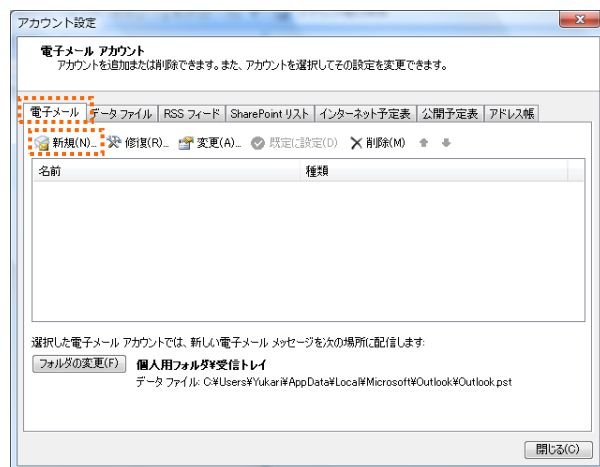 アカウント設定
電子メール アカウント
アカウントを追加または削除できます。また、アカウントを選択してその設定を変更できます。
電子メール データ ファイル RSS フィード SharePoint リスト インターネット予定表 公開予定表 アドレス帳
新規(N)... 修復(R)... 変更(A)... 既定に設定(D) 削除(M)
名前 種類
選択した電子メール アカウントでは、新しい電子メール メッセージを次の場所に配信します:
フォルダの変更(F) 個人用フォルダ¥受信トレイ
データ ファイル: C:¥Users¥Yukari¥AppData¥Local¥Microsoft¥Outlook¥Outlook.pst
閉じる(C)